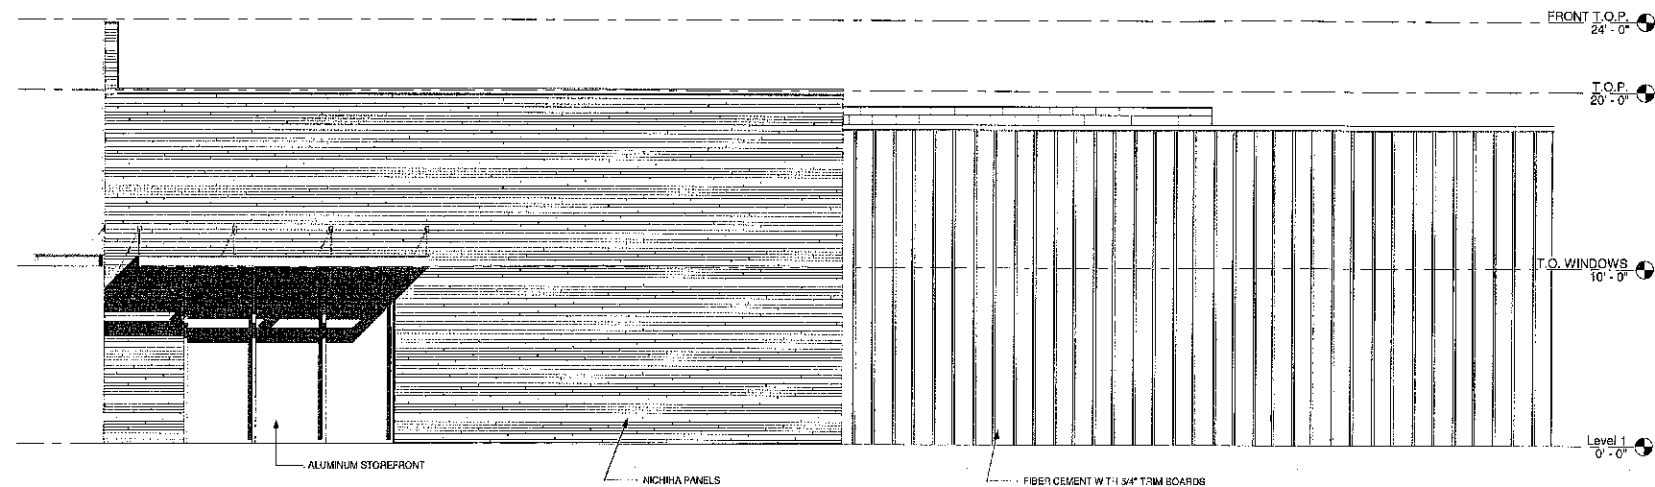 FRONT T.O.P.
24' - 0"
T.O.P.
20' - 0"
T.O. WINDOWS
10' - 0"
Level 1
0' - 0"
ALUMINUM STOREFRONT
NICHIHA PANELS
FIBER CEMENT WITH 5/4" TRIM BOARDS